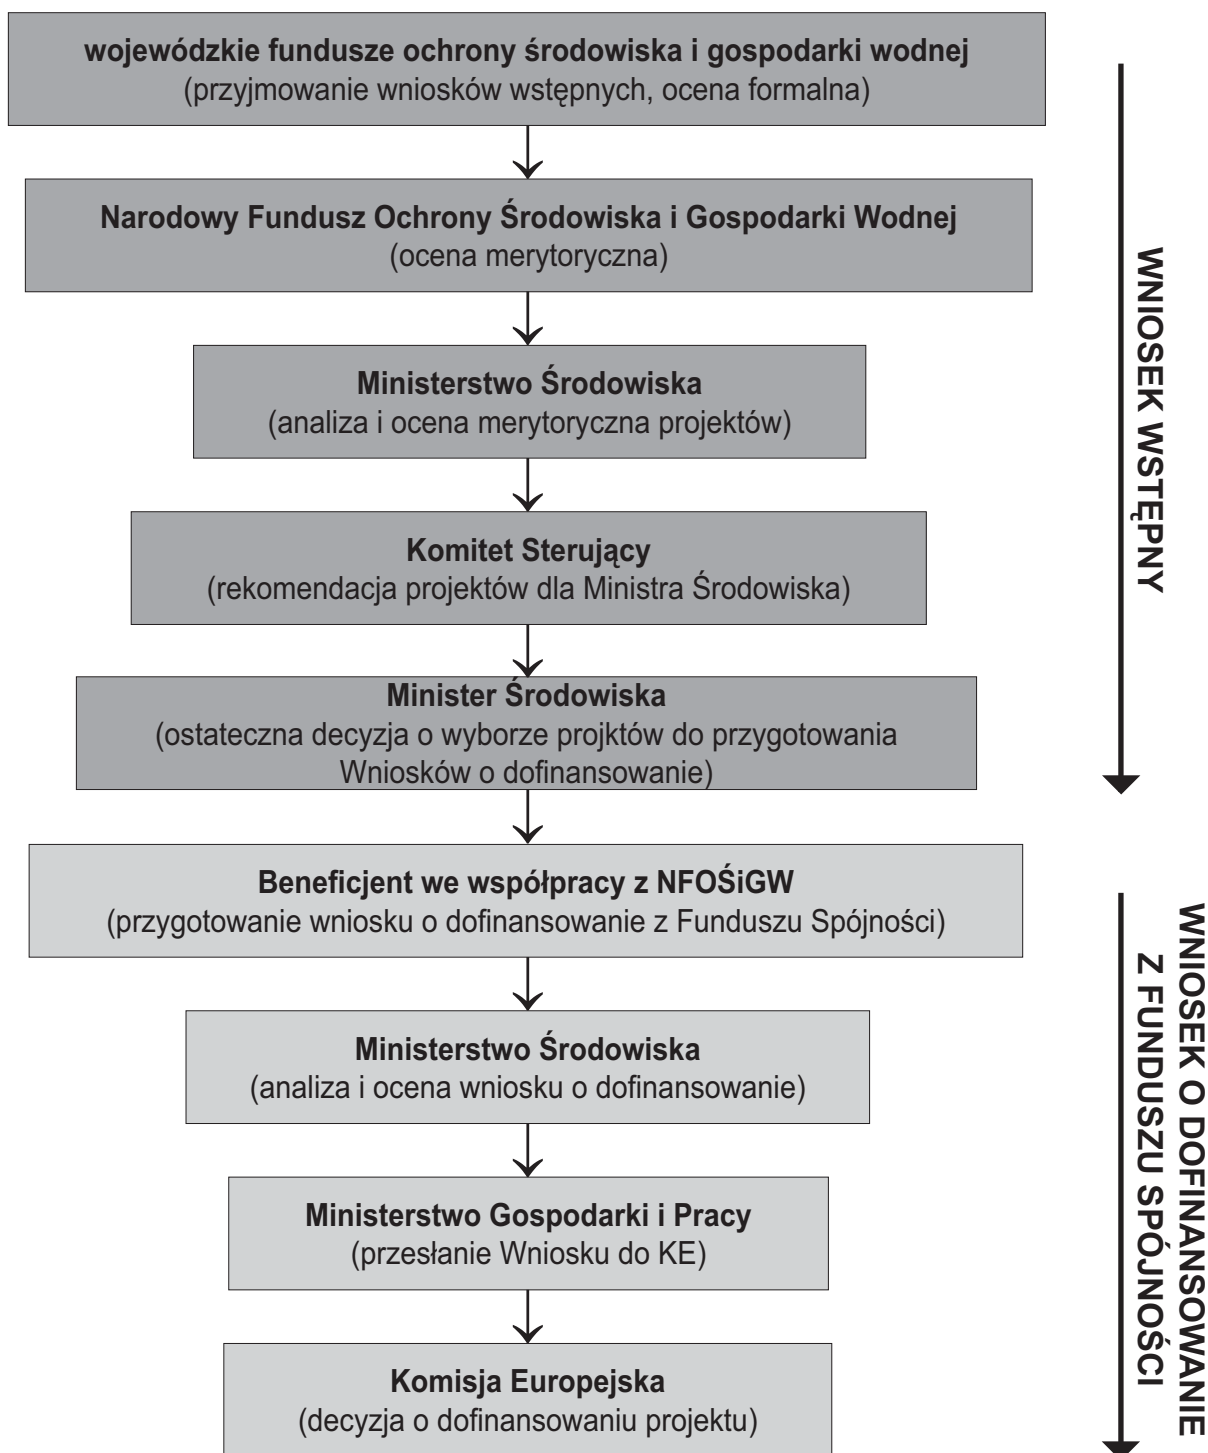 wojewódzkie fundusze ochrony środowiska i gospodarki wodnej
(przyjmowanie wniosków wstępnych, ocena formalna)
Narodowy Fundusz Ochrony Środowiska i Gospodarki Wodnej
(ocena merytoryczna)
Ministerstwo Środowiska
(analiza i ocena merytoryczna projektów)
Komitet Sterujący
(rekomendacja projektów dla Ministra Środowiska)
Minister Środowiska
(ostateczna decyzja o wyborze projktów do przygotowania
Wniosków o dofinansowanie)
WNIOSEK WSTĘPNY
Beneficjent we współpracy z NFOŚiGW
(przygotowanie wniosku o dofinansowanie z Funduszu Spójności)
Ministerstwo Środowiska
(analiza i ocena wniosku o dofinansowanie)
Ministerstwo Gospodarki i Pracy
(przesłanie Wniosku do KE)
Komisja Europejska
(decyzja o dofinansowaniu projektu)
WNIOSEK O DOFINANSOWANIE
Z FUNDUSZU SPÓJNOŚCI